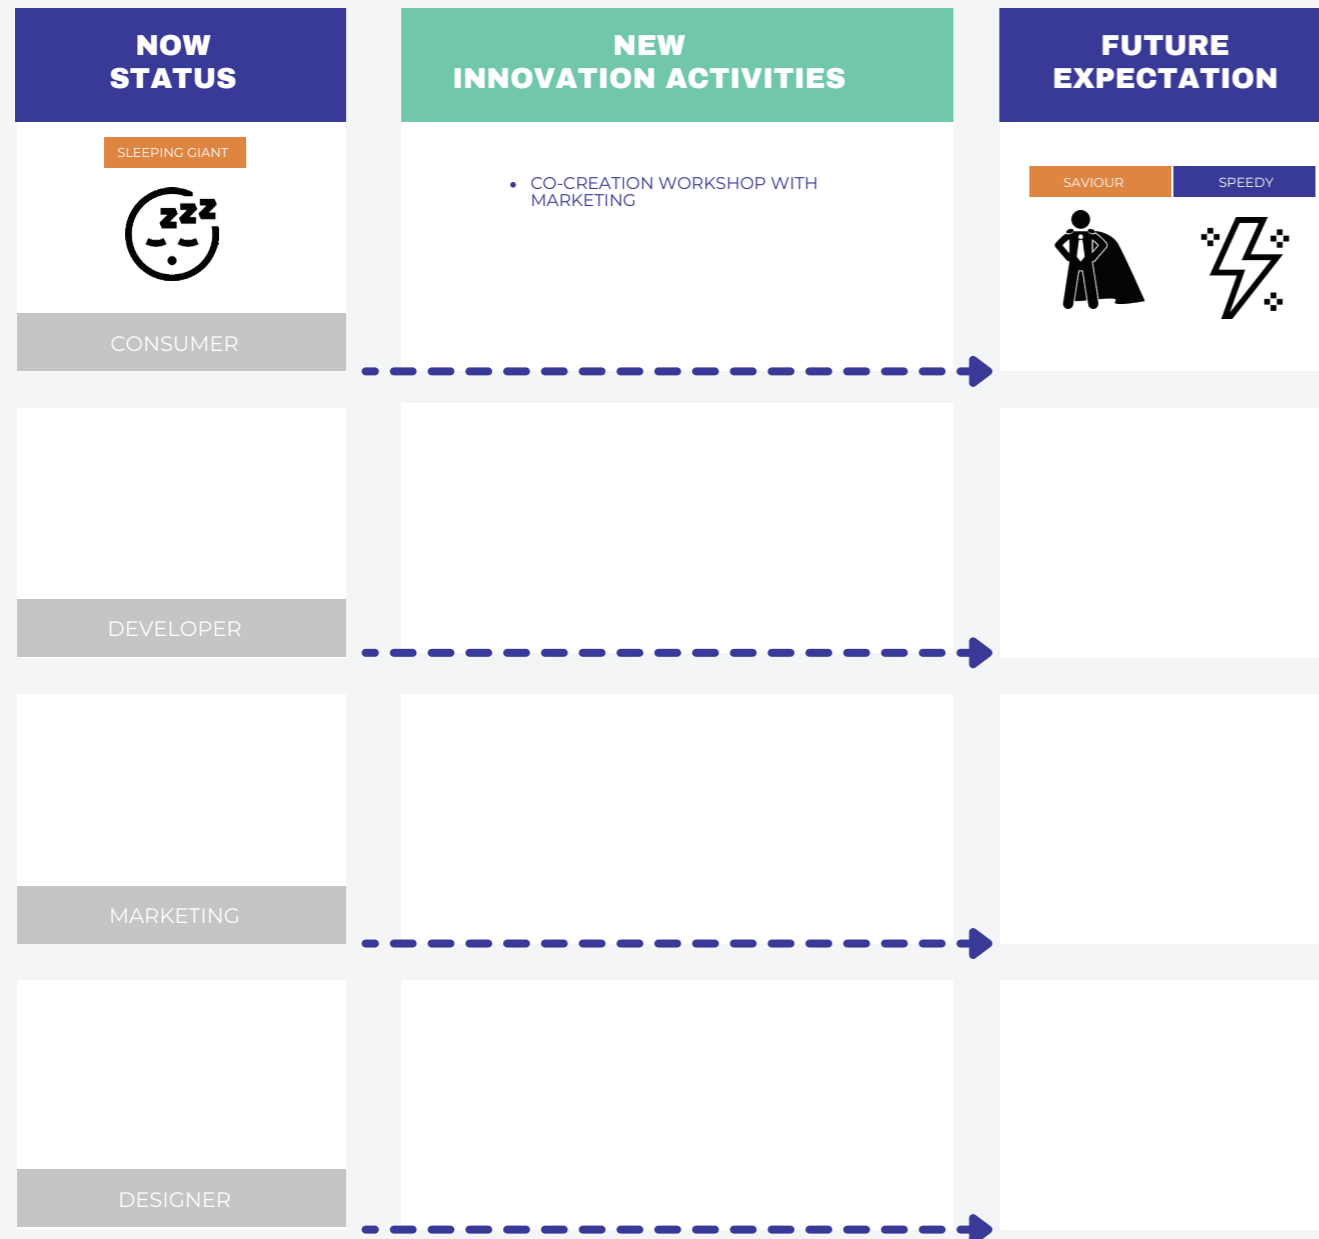 NOW
STATUS
NEW
INNOVATION ACTIVITIES
FUTURE
EXPECTATION
SLEEPING GIANT
zzz
CONSUMER
• CO-CREATION WORKSHOP WITH
MARKETING
SAVIOUR
SPEEDY
DEVELOPER
MARKETING
DESIGNER